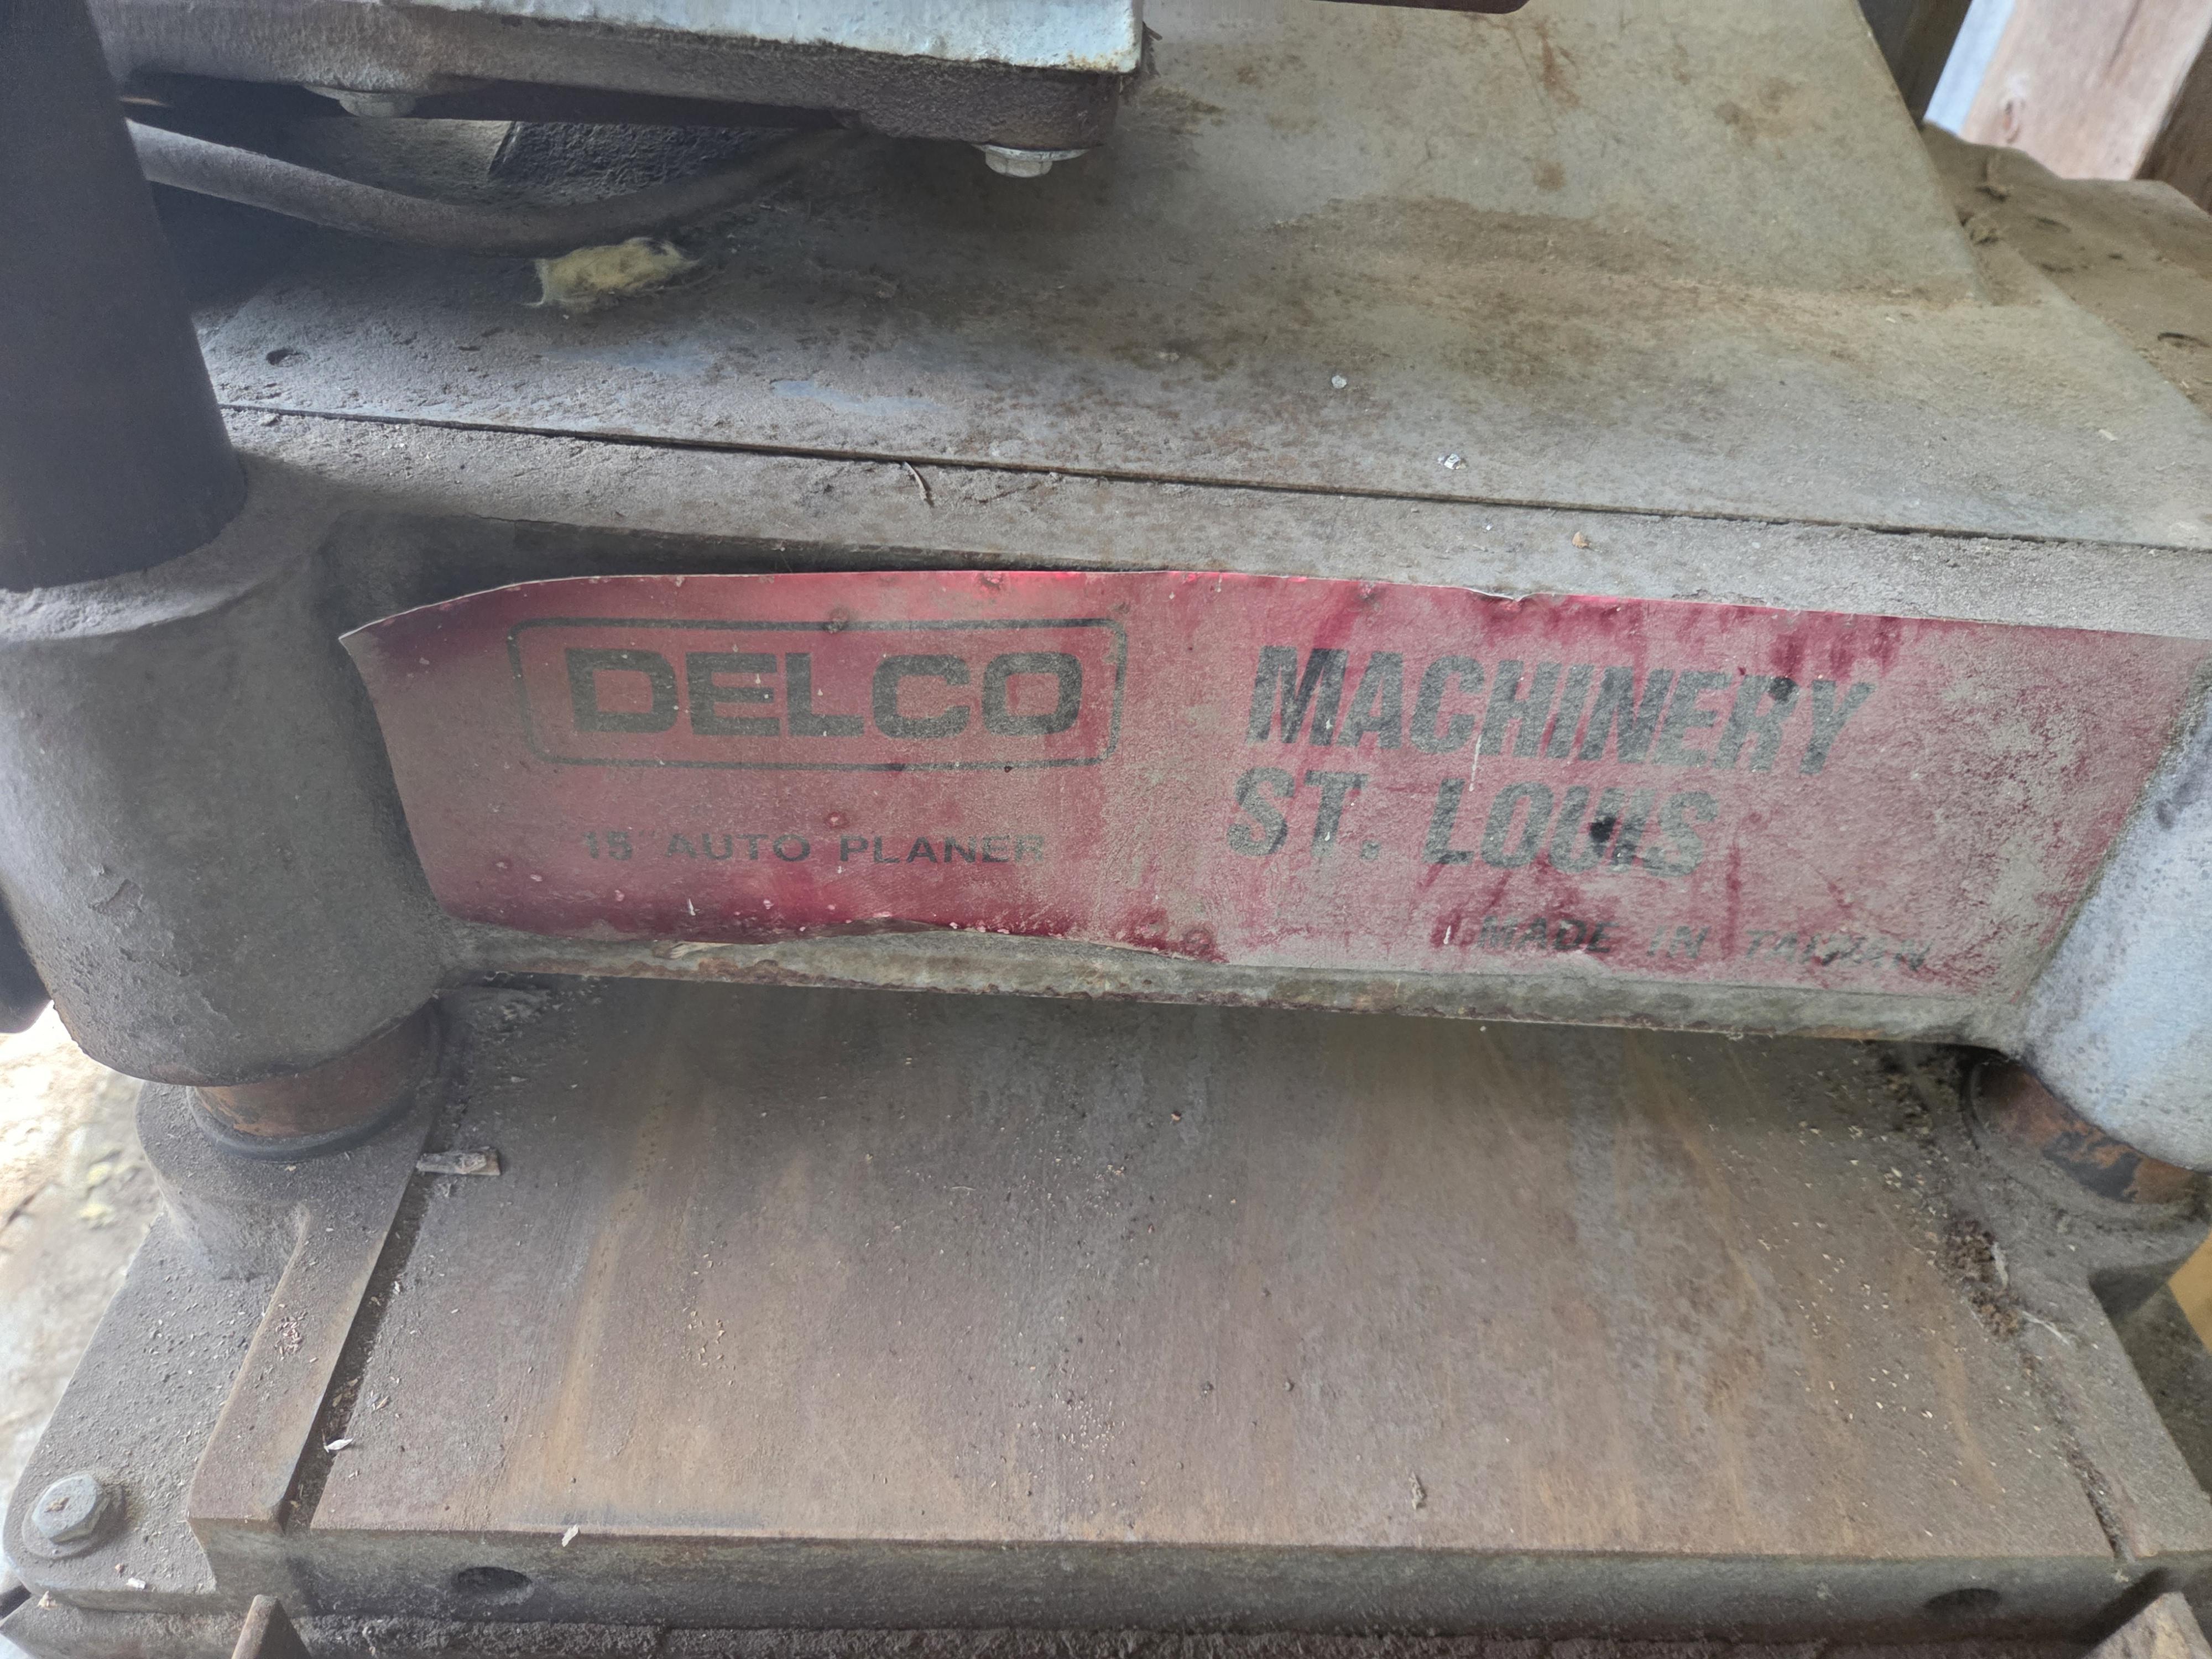 DELCO
15" AUTO PLANER
MACHINERY
ST. LOUIS
MADE IN TAIWAN